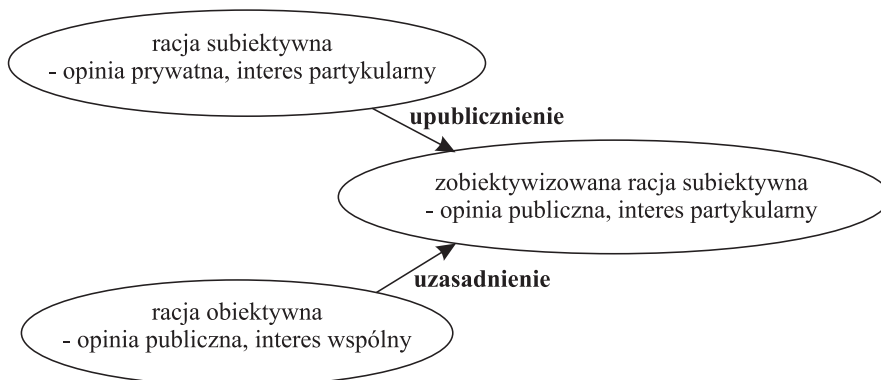 racja subiektywna
- opinia prywatna, interes partykularny
upublicznienie
zobiektywizowana racja subiektywna
- opinia publiczna, interes partykularny
uzasadnienie
racja obiektywna
- opinia publiczna, interes wspólny